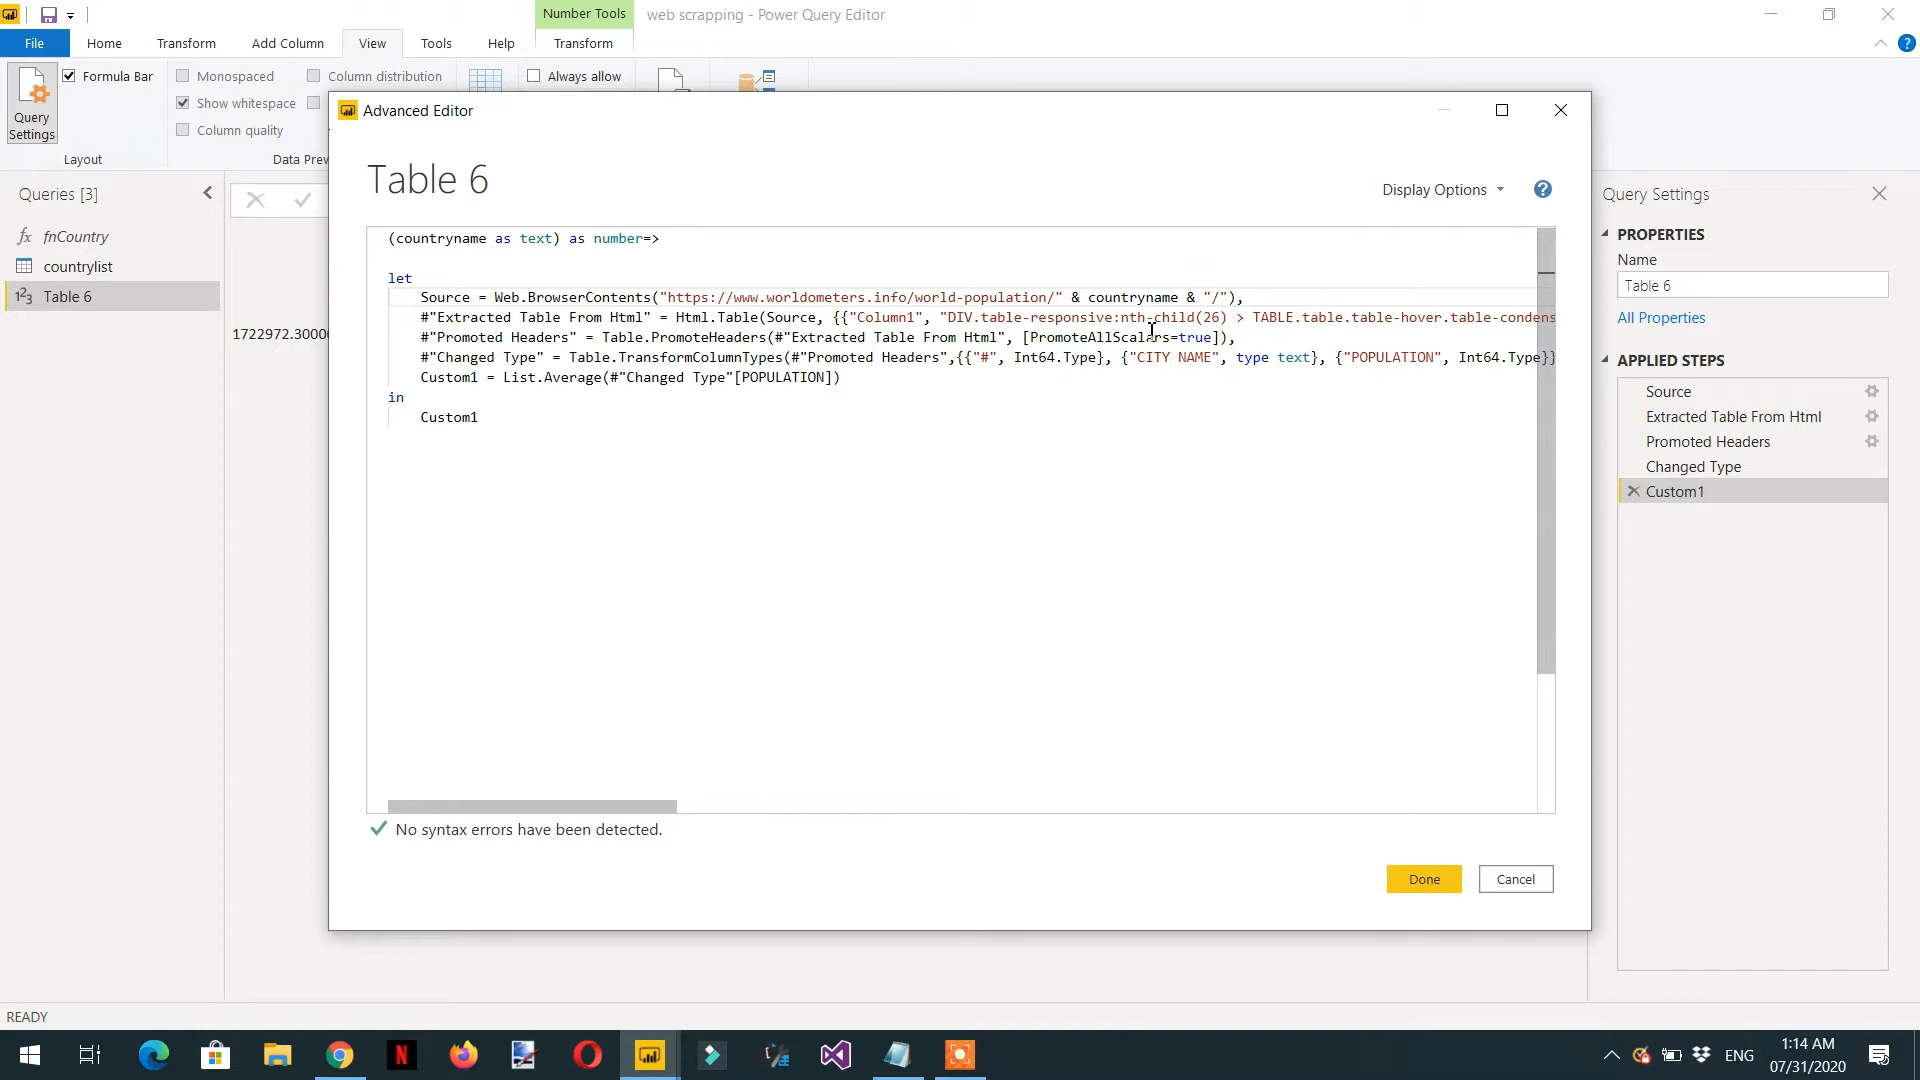 Number Tools
web scrapping - Power Query Editor
File
Home
Transform
Add Column
View
Tools
Help
Transform
?
Query
Settings
Formula Bar
Monospaced
Column distribution
Show whitespace
Column quality
Always allow
Layout
Data Prev
Advanced Editor
Table 6
Display Options
?
Queries [3]
fx fnCountry
countrylist
123 Table 6
1722972.3000
(countryname as text) as number=>
let
Source = Web.BrowserContents("https://www.worldometers.info/world-population/" & countryname & "/"),
#"Extracted Table From Html" = Html.Table(Source, {{"Column1", "DIV.table-responsive:nth-child(26) > TABLE.table.table-hover.table-condens
#"Promoted Headers" = Table.PromoteHeaders(#"Extracted Table From Html", [PromoteAllScalars=true]),
#"Changed Type" = Table.TransformColumnTypes(#"Promoted Headers",{{"#", Int64.Type}, {"CITY NAME", type text}, {"POPULATION", Int64.Type}}
Custom1 = List.Average(#"Changed Type"[POPULATION])
in
Custom1
No syntax errors have been detected.
Done
Cancel
Query Settings
PROPERTIES
Name
Table 6
All Properties
APPLIED STEPS
Source
Extracted Table From Html
Promoted Headers
Changed Type
Custom1
READY
N
ENG
1:14 AM
07/31/2020